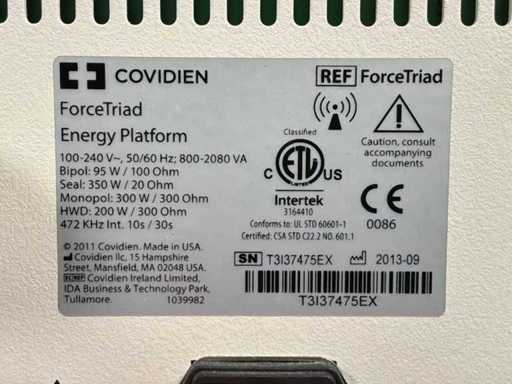 COVIDIEN
REF ForceTriad
ForceTriad
Energy Platform
100-240 V~, 50/60 Hz; 800-2080 VA
Bipol: 95 W / 100 Ohm
Seal: 350 W / 20 Ohm
Monopol: 300 W / 300 Ohm
HWD: 200 W / 300 Ohm
472 KHz Int. 10s / 30s
© 2011 Covidien. Made in USA.
Covidien llc, 15 Hampshire
Street, Mansfield, MA 02048 USA.
EC REP Covidien Ireland Limited,
IDA Business & Technology Park,
Tullamore. 1039982
Classified
C ETL US
Intertek
3164410
Conforms to: UL STD 60601-1
Certified: CSA STD C22.2 NO. 601.1
Caution, consult
accompanying
documents
CE
0086
SN T3I37475EX 2013-09
T3I37475EX